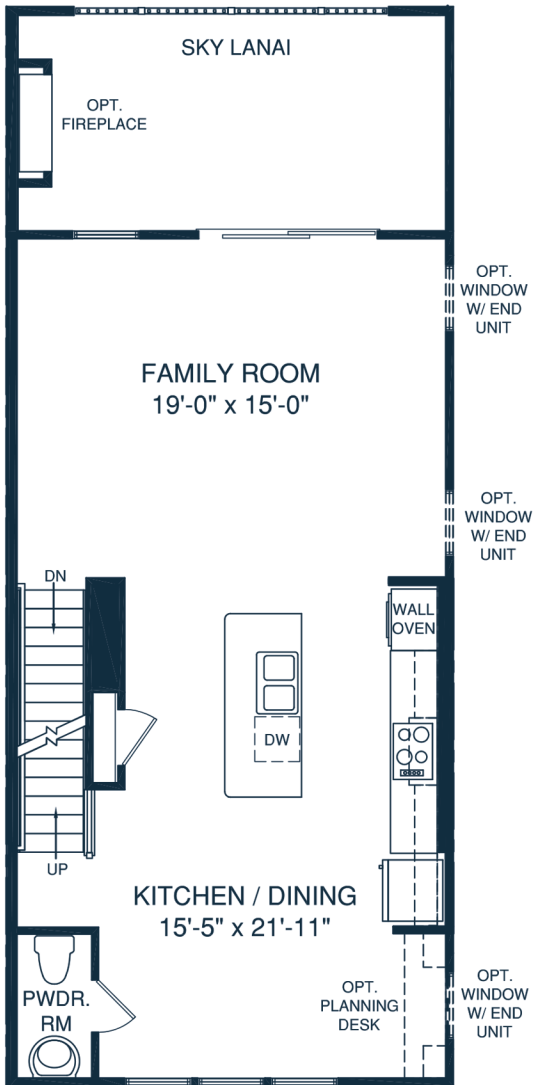 SKY LANAI
OPT.
FIREPLACE
OPT.
WINDOW
W/ END
UNIT
FAMILY ROOM
19'-0" x 15'-0"
OPT.
WINDOW
W/ END
UNIT
DN
WALL
OVEN
DW
UP
KITCHEN / DINING
15'-5" x 21'-11"
PWDR.
RM
OPT.
PLANNING
DESK
OPT.
WINDOW
W/ END
UNIT